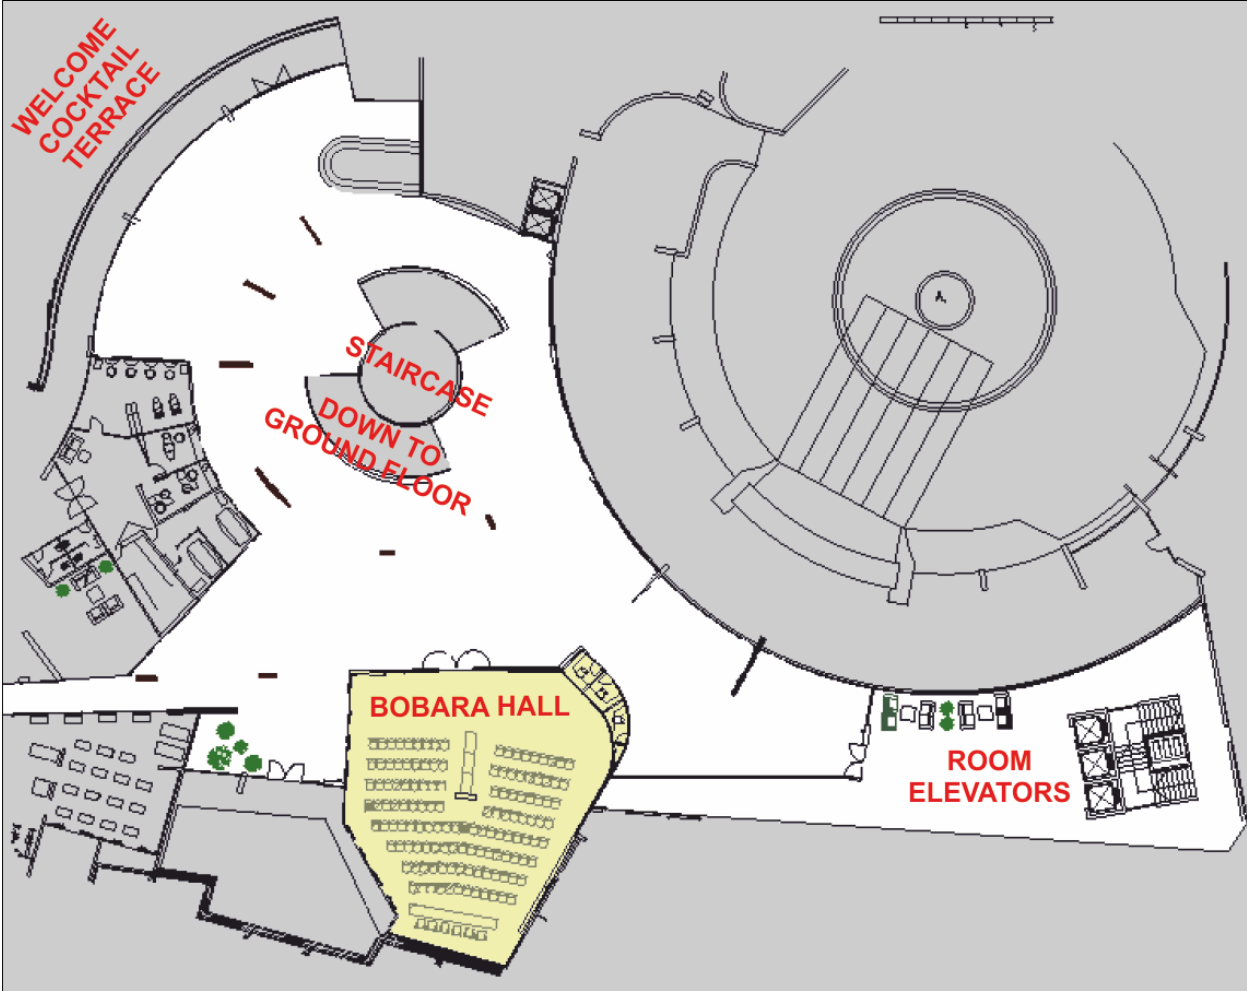 WELCOME
COCKTAIL
TERRACE
STAIRCASE
DOWN TO
GROUND FLOOR
BOBARA HALL
ROOM
ELEVATORS